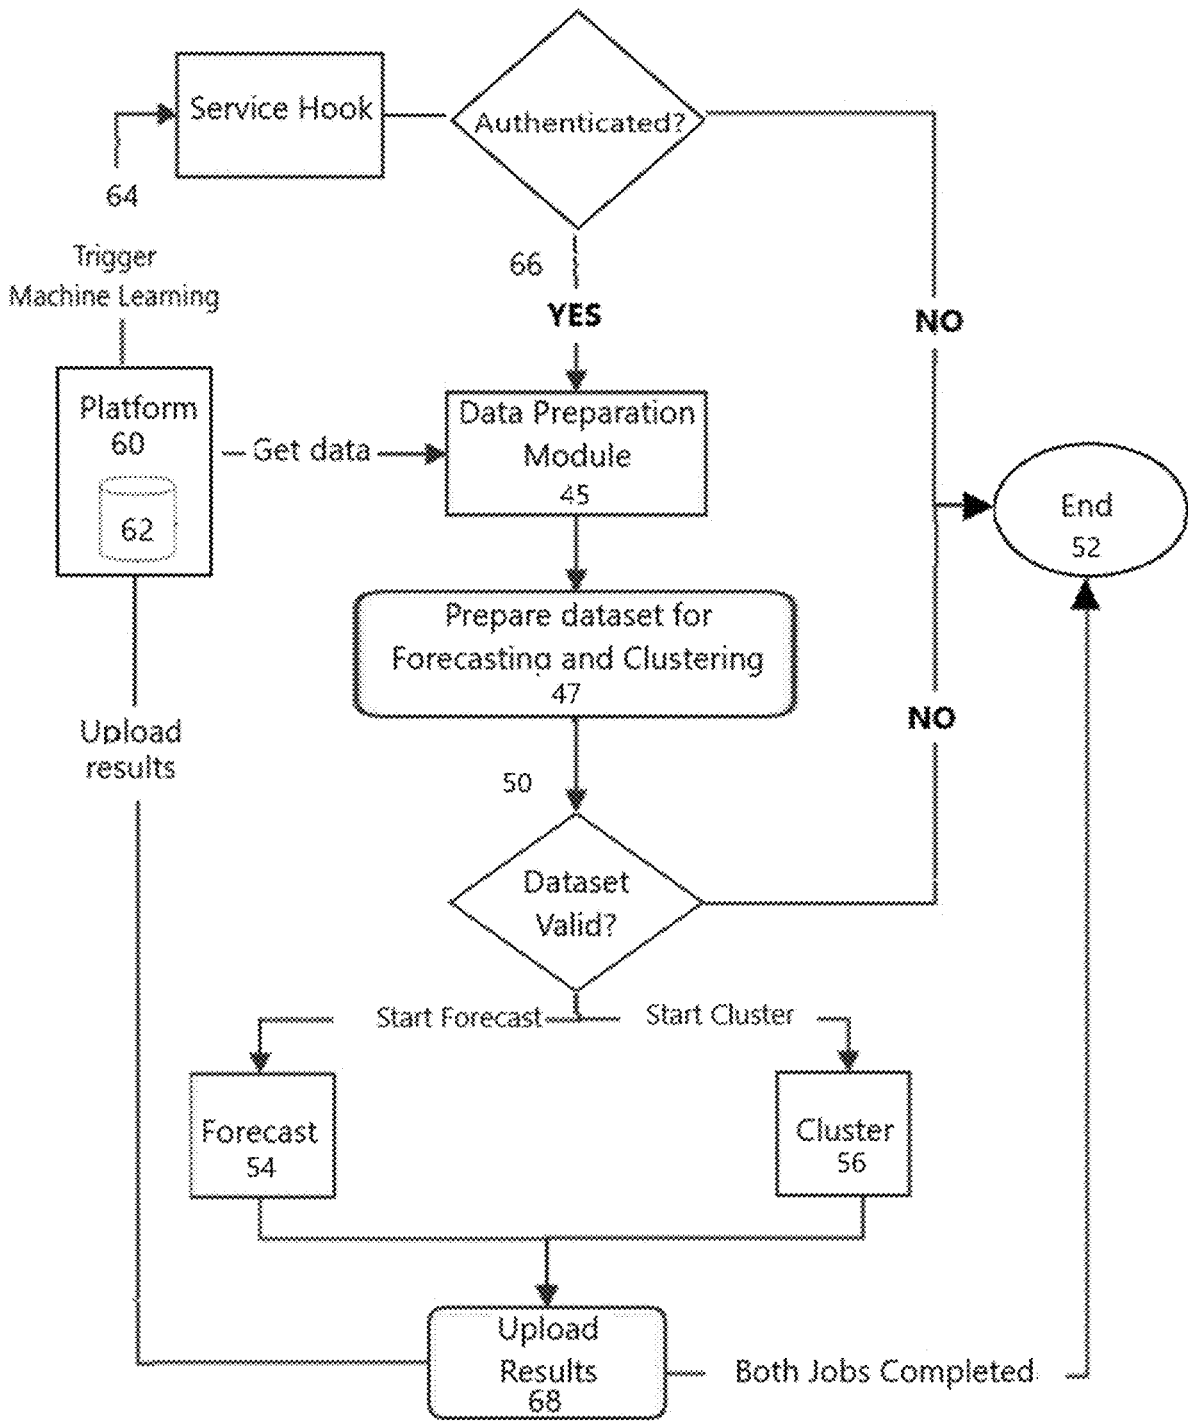 Service Hook
Authenticated?
64
Trigger
Machine Learning
66
YES
NO
Platform
60
62
Get data
Data Preparation
Module
45
End
52
Prepare dataset for
Forecasting and Clustering
47
Upload
results
NO
50
Dataset
Valid?
Start Forecast
Start Cluster
Forecast
54
Cluster
56
Upload
Results
68
Both Jobs Completed